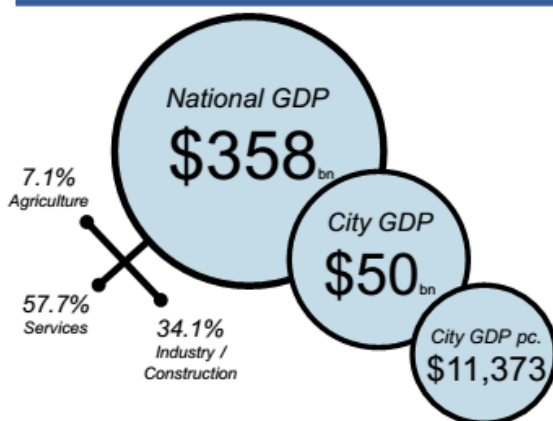 National GDP
$358bn
7.1%
Agriculture
City GDP
$50bn
57.7%
Services
34.1%
Industry /
Construction
City GDP pc.
$11,373